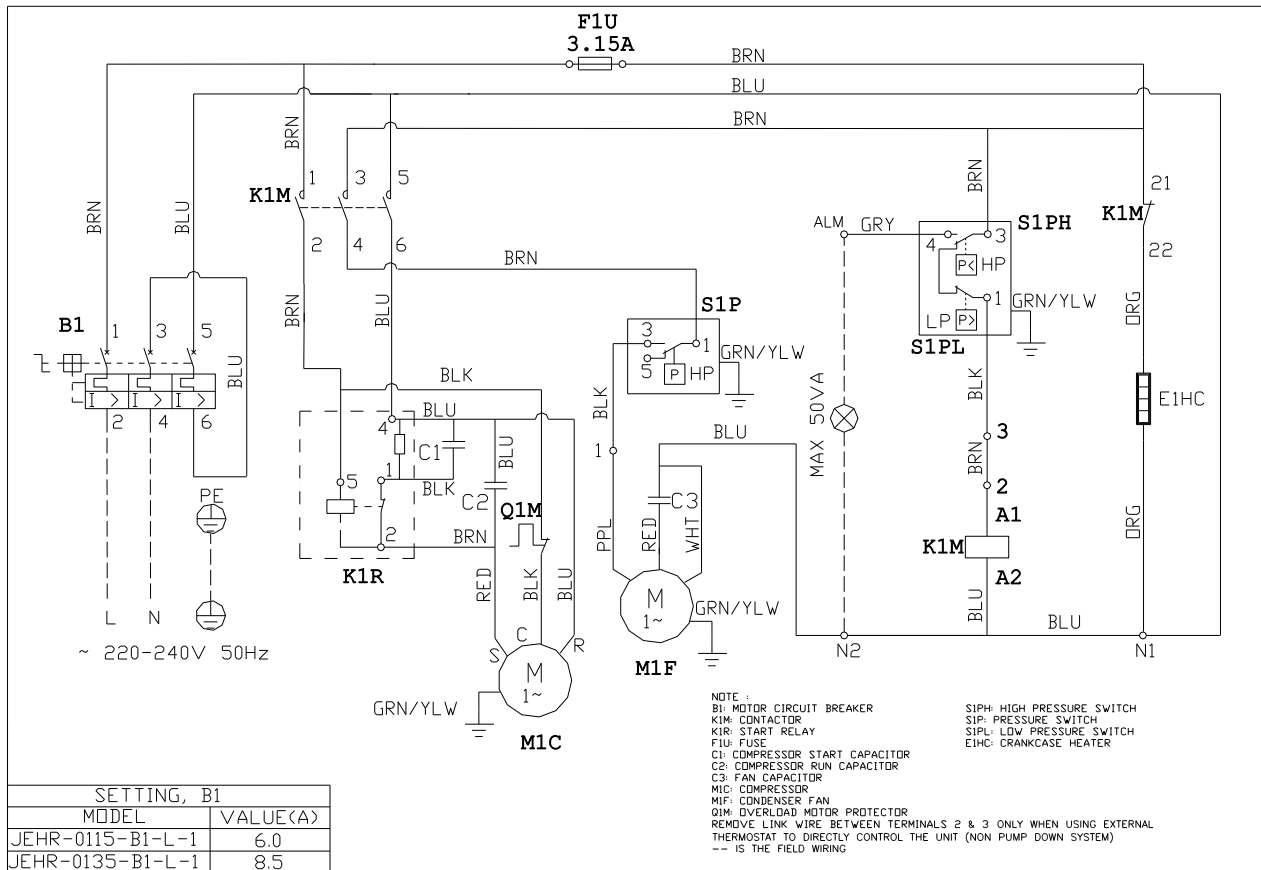 F1U
3.15A
BRN
BLU
BRN
BRN
BRN
BLU
BRN
K1M
1
3
5
2
4
6
BRN
BRN
BLU
ALM
GRY
4
3
S1PH
P<
HP
LP
P>
1
S1PL
GRN/YLW
21
K1M
22
ORG
E1HC
ORG
B1
1
3
5
I >
I >
I >
2
4
6
BLU
PE
L
N
~ 220-240V 50Hz
S1P
3
5
1
P
HP
GRN/YLW
BLK
1
PPL
BLK
BLU
4
C1
1
BLK
5
2
K1R
BLU
C2
Q1M
BRN
RED
BLK
BLU
S
C
R
M
1~
GRN/YLW
M1C
BLU
C3
RED
WHT
M
1~
GRN/YLW
M1F
MAX 50VA
BLK
3
BRN
2
A1
K1M
A2
BLU
BLU
N2
N1
NOTE :
B1: MOTOR CIRCUIT BREAKER
K1M: CONTACTOR
K1R: START RELAY
F1U: FUSE
C1: COMPRESSOR START CAPACITOR
C2: COMPRESSOR RUN CAPACITOR
C3: FAN CAPACITOR
M1C: COMPRESSOR
M1F: CONDENSER FAN
Q1M: OVERLOAD MOTOR PROTECTOR
S1PH: HIGH PRESSURE SWITCH
S1P: PRESSURE SWITCH
S1PL: LOW PRESSURE SWITCH
E1HC: CRANKCASE HEATER
REMOVE LINK WIRE BETWEEN TERMINALS 2 & 3 ONLY WHEN USING EXTERNAL
THERMOSTAT TO DIRECTLY CONTROL THE UNIT (NON PUMP DOWN SYSTEM)
-- IS THE FIELD WIRING
SETTING, B1
MODEL VALUE(A)
JEHR-0115-B1-L-1 6.0
JEHR-0135-B1-L-1 8.5